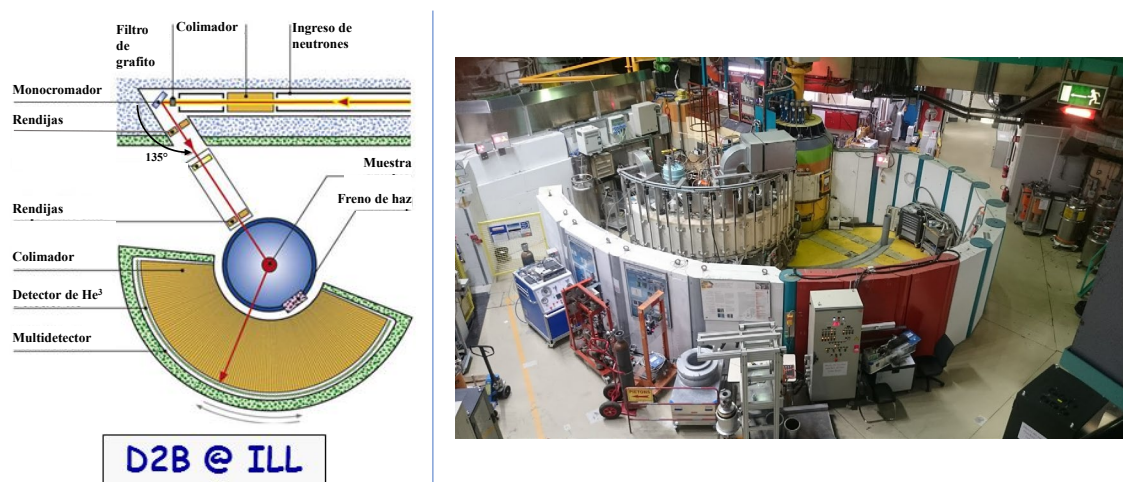 Filtro
de
grafito
Colimador
Ingreso de
neutrones
Monocromador
Rendijas
135°
Muestra
Freno de haz
Rendijas
Colimador
Detector de He³
Multidetector
D2B @ ILL